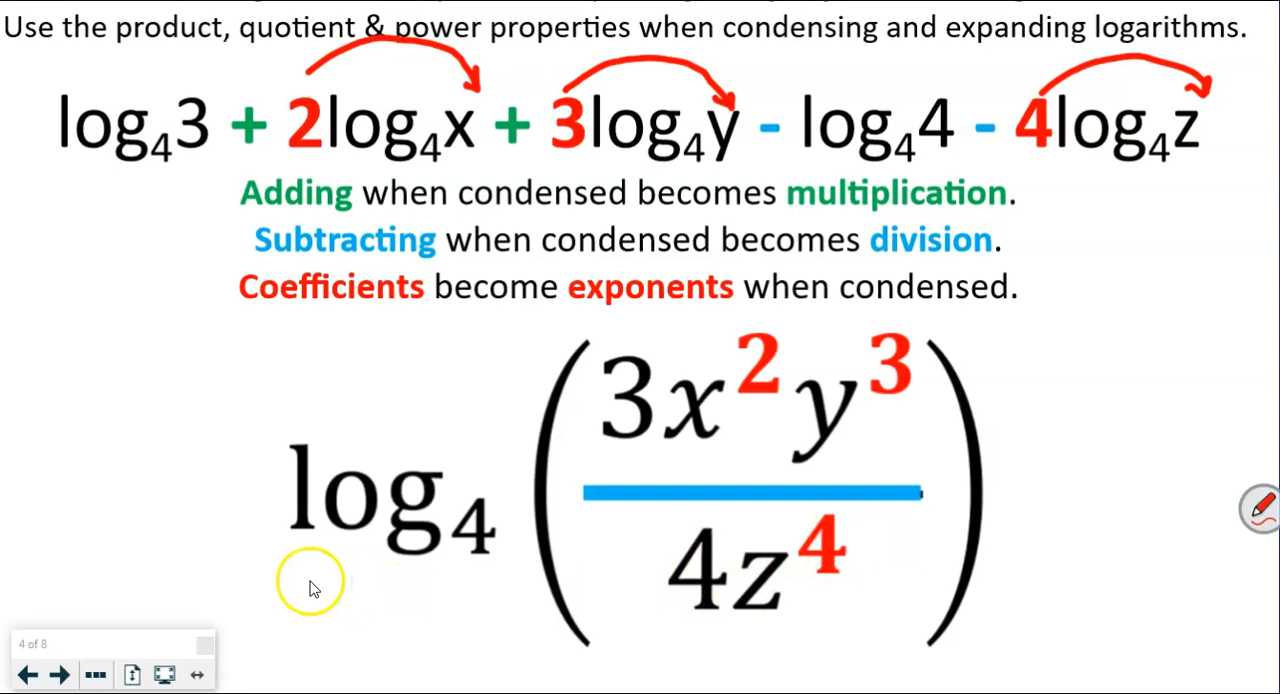 Use the product, quotient & power properties when condensing and expanding logarithms.
log₄3 + 2log₄x + 3log₄y - log₄4 - 4log₄z
Adding when condensed becomes multiplication.
Subtracting when condensed becomes division.
Coefficients become exponents when condensed.
3x²y³
log₄
4z⁴
4 of 8